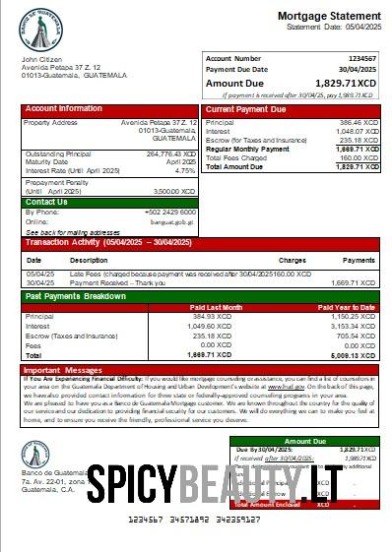 Mortgage Statement
Statement Date: 05/04/2025
BANCO DE GUATEMALA
John Citizen
Avenida Petapa 37 Z. 12
01013-Guatemala, GUATEMALA
Account Number 1234567
Payment Due Date 30/04/2025
Amount Due 1,829.71XCD
If payment is received after 30/04/25, pay
Account Information
Property Address Avenida Petapa 37 Z. 12
01013-Guatemala,
GUATEMALA
Outstanding Principal 264,776.43 XCD
Maturity Date April 2025
Interest Rate (Until April 2025) 4.75%
Prepayment Penalty
(Until April 2025) 3,500.00 XCD
Contact Us
By Phone: +502 2429 6000
Online: banguat.gob.gt
See back for mailing addresses
Current Payment Due
Principal 386.46 XCD
Interest 1,048.07 XCD
Escrow (for Taxes and Insurance) 235.18 XCD
Regular Monthly Payment 1,669.71 XCD
Total Fees Charged 160.00 XCD
Total Amount Due 1,829.71 XCD
Transaction Activity (05/04/2025 – 30/04/2025)
Date Description Charges Payments
05/04/25 Late Fees (charged because payment was received after 30/04/2025 160.00 XCD
30/04/25 Payment Received – Thank you 1,669.71 XCD
Past Payments Breakdown
Paid Last Month Paid Year to Date
Principal 384.93 XCD 1,150.25 XCD
Interest 1,049.60 XCD 3,153.34 XCD
Escrow (Taxes and Insurance) 235.18 XCD 705.54 XCD
Fees 0.00 XCD 0.00 XCD
Total 1,669.71 XCD 5,009.13 XCD
Important Messages
If You Are Experiencing Financial Difficulty: If you would like mortgage counseling or assistance, you can find a list of counselors in
your area on the Guatemala Department of Housing and Urban Development's website at www.hud.gov. On the back of this page,
we have also provided contact information for three state or federally-approved counseling programs in your area.
We are pleased to have you as a Banco de Guatemala Mortgage customer. We are known throughout the country for the quality of
our service and our dedication to providing financial security for our customers. We will do everything we can to make you feel at
home, and to ensure you receive the friendly, professional service you deserve.
Amount Due
Due By 30/04/25: 1,829.71 XCD
If received after 30/04/25:
Banco de Guatemala
7a. Av. 22-01, zona
Guatemala, C.A.
Principal XCD
Escrow XCD
Total Amount Enclosed XCD
SPICYBEAUTY.LT
1234567 34571892 342359127